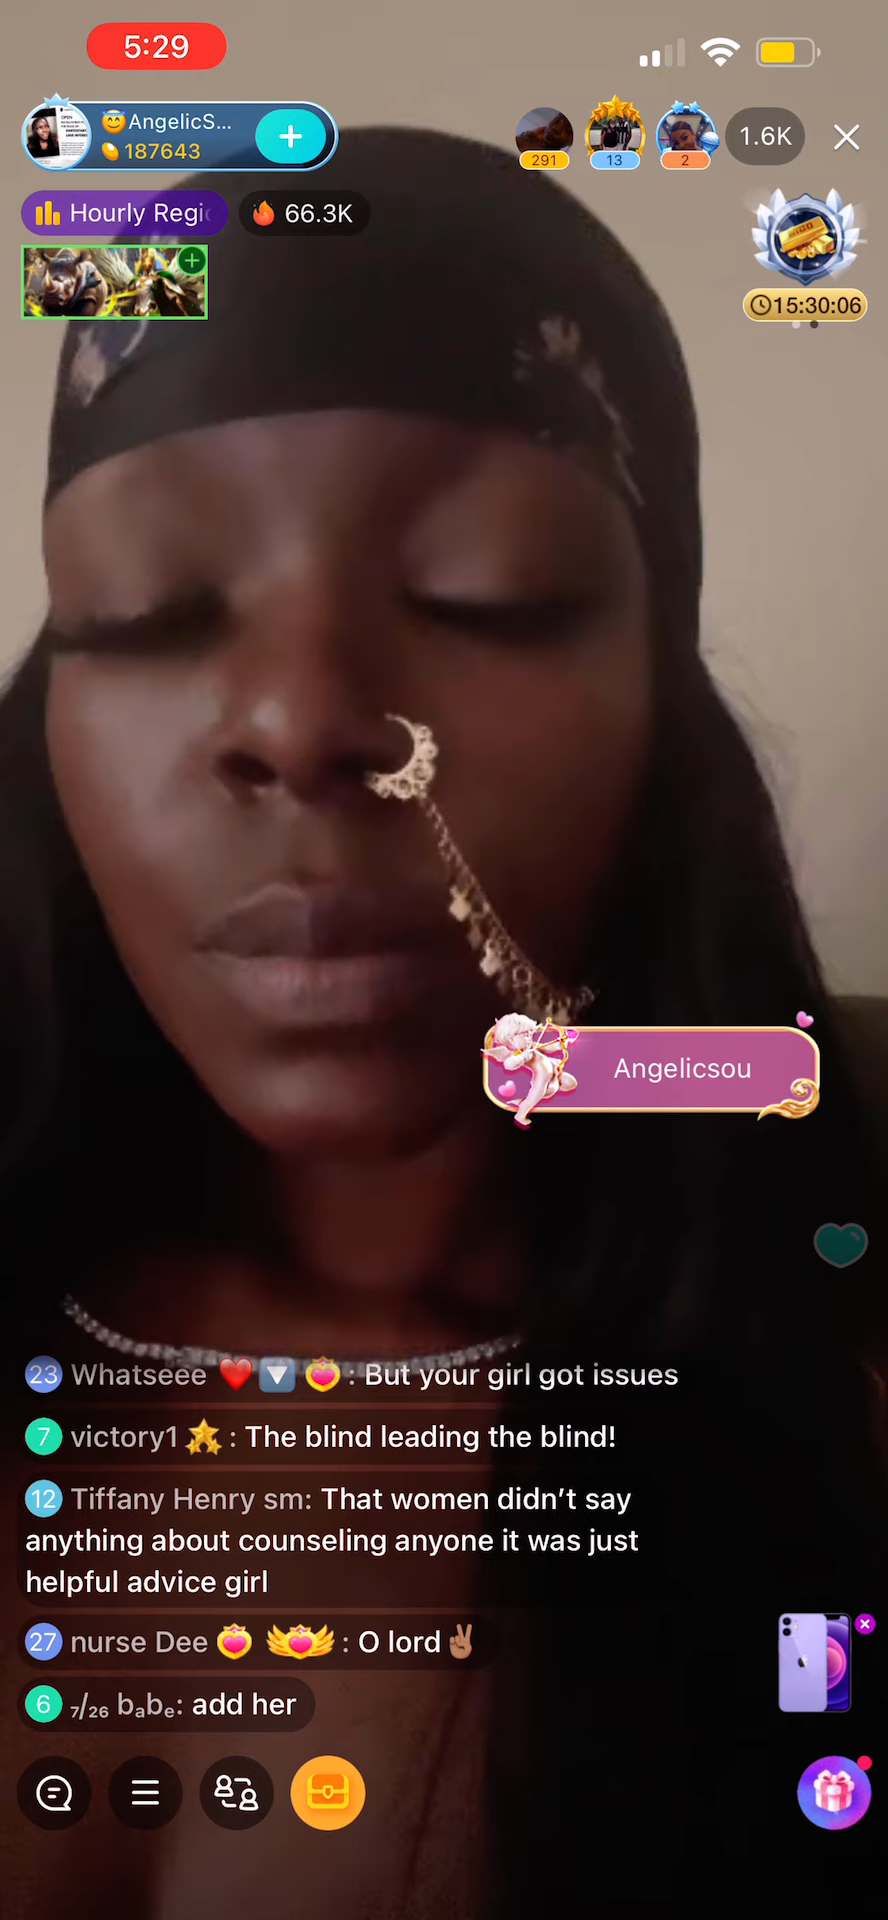 5:29
😇AngelicS...
187643
291
13
2
1.6K
Hourly Regi
66.3K
15:30:06
Angelicsou
23 Whatseee ❤️🔽 : But your girl got issues
7 victory1 : The blind leading the blind!
12 Tiffany Henry sm: That women didn't say
anything about counseling anyone it was just
helpful advice girl
27 nurse Dee : O lord✌🏽
6 ₇/₂₆ bₐbₑ: add her